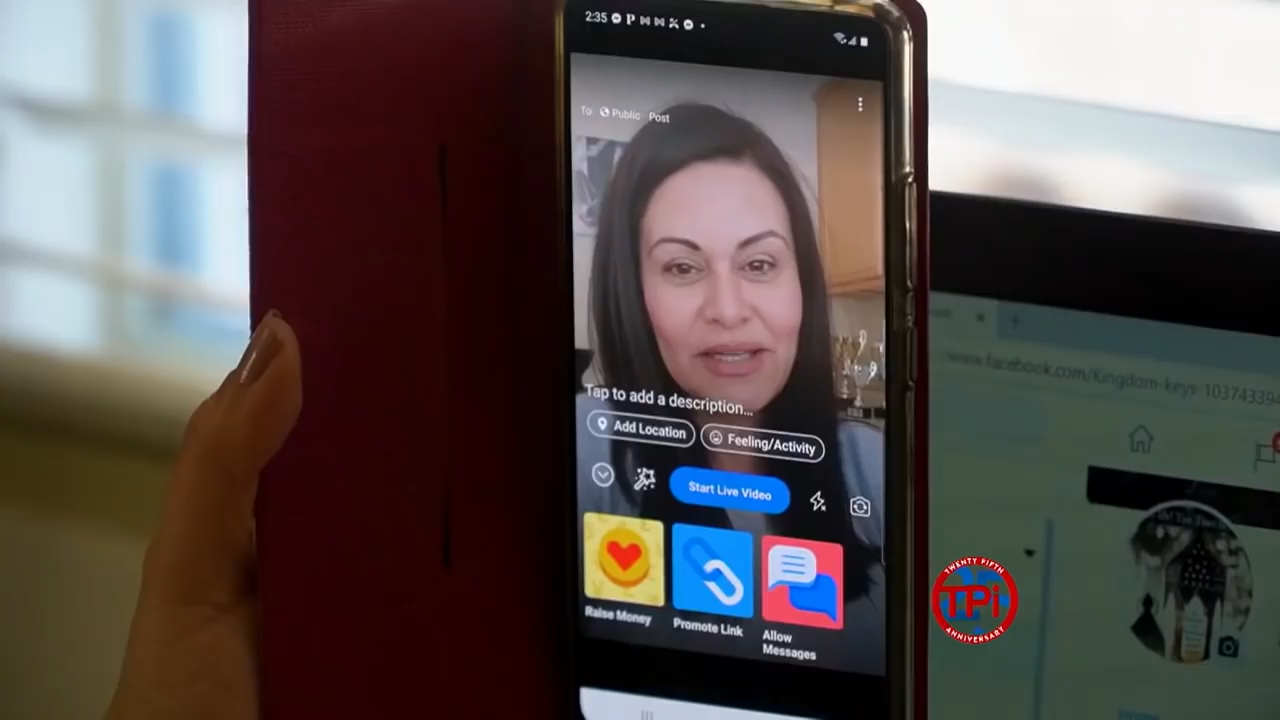 2:35
To Public Post
Tap to add a description...
Add Location
Feeling/Activity
Start Live Video
Raise Money
Promote Link
Allow
Messages
www.facebook.com/Kingdom-keys-10374339
TWENTY FIFTH
TPi
ANNIVERSARY